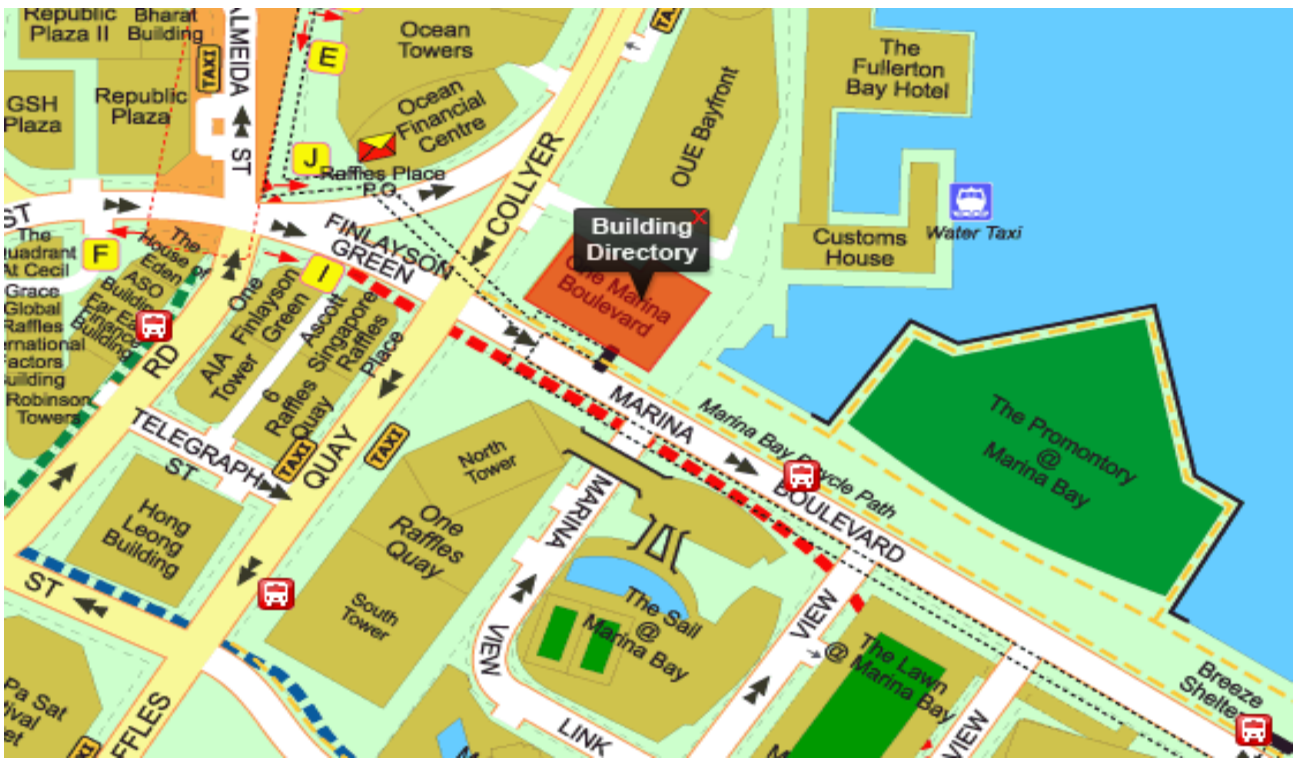 Republic
Plaza II
Bharat
Building
TAXI
ALMEIDA ST
E
Ocean
Towers
TAXI
The
Fullerton
Bay Hotel
GSH
Plaza
Republic
Plaza
Ocean
Financial
Centre
OUE Bayfront
J
Raffles Place
P.O
COLLYER
QUAY
ST
FINLAYSON
GREEN
Building
Directory
X
One Marina
Boulevard
Customs
House
Water Taxi
The
Quadrant
At Cecil
F
The
House of
Eden
ASO
Building
Far East
Finance
Building
I
One
Finlayson
Green
Ascott
Singapore
Raffles
Place
Grace
Global
Raffles
International
Factors
Building
Robinson
Towers
RD
AIA
Tower
6
Raffles
Quay
TELEGRAPH
ST
TAXI
TAXI
MARINA
BOULEVARD
Marina Bay Bicycle Path
The Promontory
@
Marina Bay
North
Tower
One
Raffles
Quay
South
Tower
Hong
Leong
Building
ST
MARINA
VIEW
LINK
The Sail
@
Marina Bay
VIEW
The Lawn
@ Marina Bay
VIEW
Breeze
Shelter
Pa Sat
tival
et
TAXI
FFLES
M
M